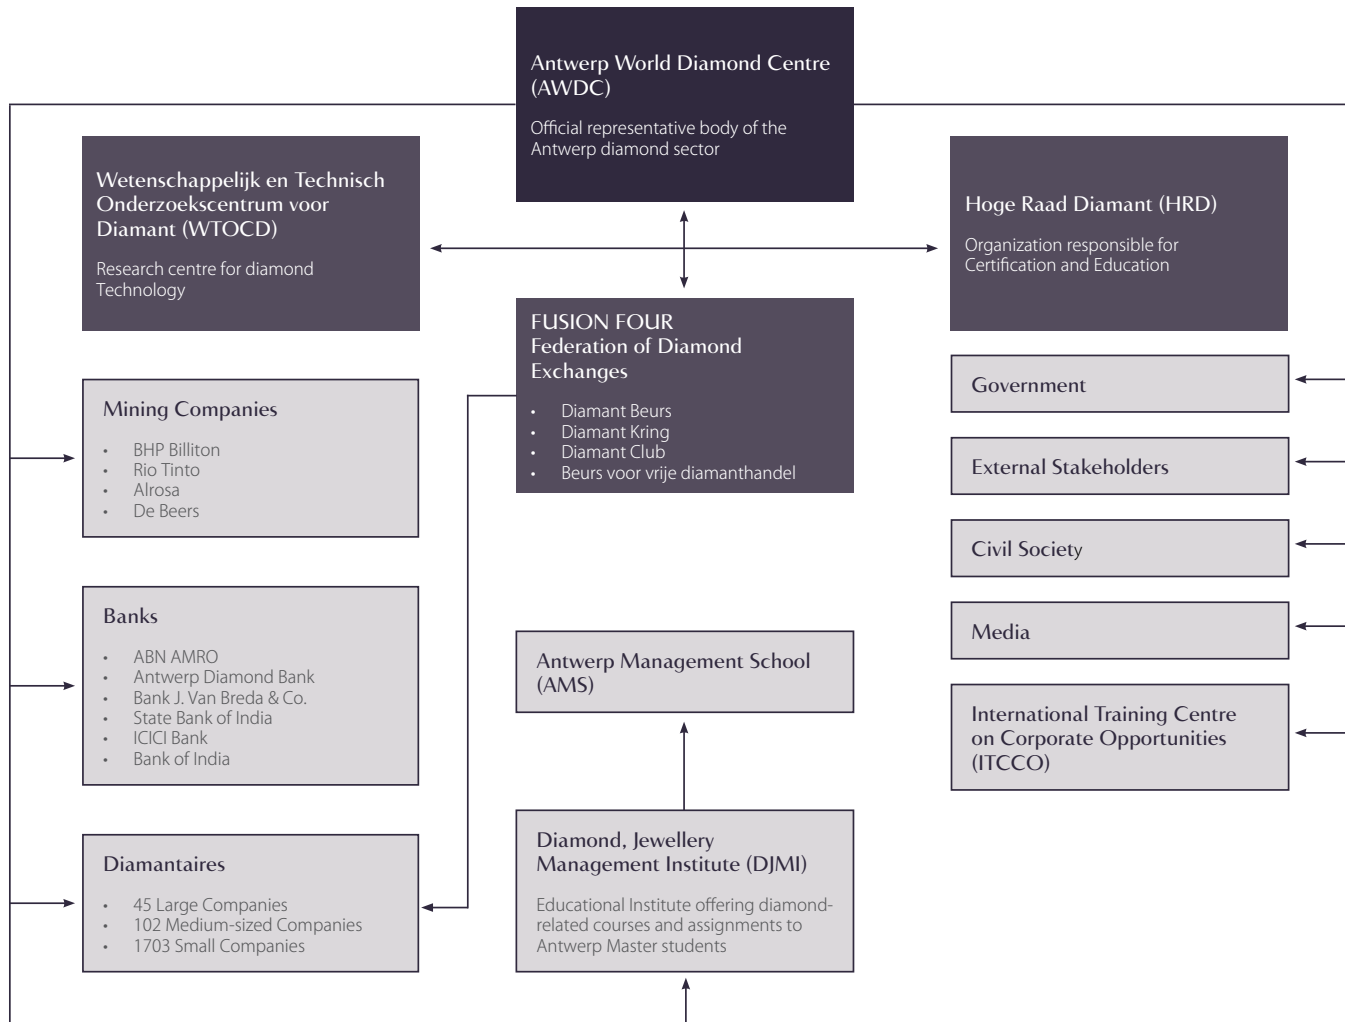 Antwerp World Diamond Centre
(AWDC)
Official representative body of the
Antwerp diamond sector
Wetenschappelijk en Technisch
Onderzoekscentrum voor
Diamant (WTOCD)
Research centre for diamond
Technology
Hoge Raad Diamant (HRD)
Organization responsible for
Certification and Education
FUSION FOUR
Federation of Diamond
Exchanges
• Diamant Beurs
• Diamant Kring
• Diamant Club
• Beurs voor vrije diamanthandel
Mining Companies
• BHP Billiton
• Rio Tinto
• Alrosa
• De Beers
Banks
• ABN AMRO
• Antwerp Diamond Bank
• Bank J. Van Breda & Co.
• State Bank of India
• ICICI Bank
• Bank of India
Diamantaires
• 45 Large Companies
• 102 Medium-sized Companies
• 1703 Small Companies
Antwerp Management School
(AMS)
Diamond, Jewellery
Management Institute (DJMI)
Educational Institute offering diamond-
related courses and assignments to
Antwerp Master students
Government
External Stakeholders
Civil Society
Media
International Training Centre
on Corporate Opportunities
(ITCCO)